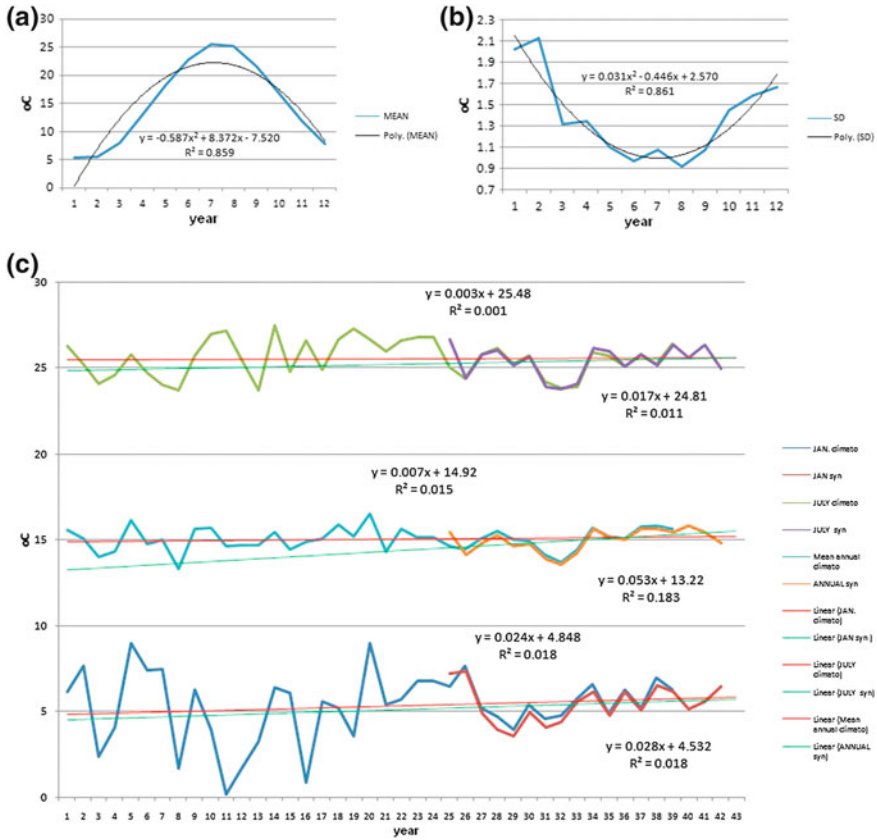 (a)
30
25
20
15
10
5
0
oC
y = -0.587x² + 8.372x - 7.520
R² = 0.859
1 2 3 4 5 6 7 8 9 10 11 12
year
MEAN
Poly. (MEAN)
(b)
2.3
2.1
1.9
1.7
1.5
1.3
1.1
0.9
0.7
oC
y = 0.031x² - 0.446x + 2.570
R² = 0.861
1 2 3 4 5 6 7 8 9 10 11 12
year
SD
Poly. (SD)
(c)
30
25
20
15
10
5
0
oC
y = 0.003x + 25.48
R² = 0.001
y = 0.017x + 24.81
R² = 0.011
y = 0.007x + 14.92
R² = 0.015
y = 0.053x + 13.22
R² = 0.183
y = 0.024x + 4.848
R² = 0.018
y = 0.028x + 4.532
R² = 0.018
1 2 3 4 5 6 7 8 9 10 11 12 13 14 15 16 17 18 19 20 21 22 23 24 25 26 27 28 29 30 31 32 33 34 35 36 37 38 39 40 41 42 43
year
JAN. climato
JAN syn
JULY climato
JULY syn
Mean annual
climato
ANNUAL syn
Linear (JAN.
climato)
Linear (JAN syn )
Linear (JULY
climato)
Linear (JULY syn)
Linear (Mean
annual climato)
Linear (ANNUAL
syn)